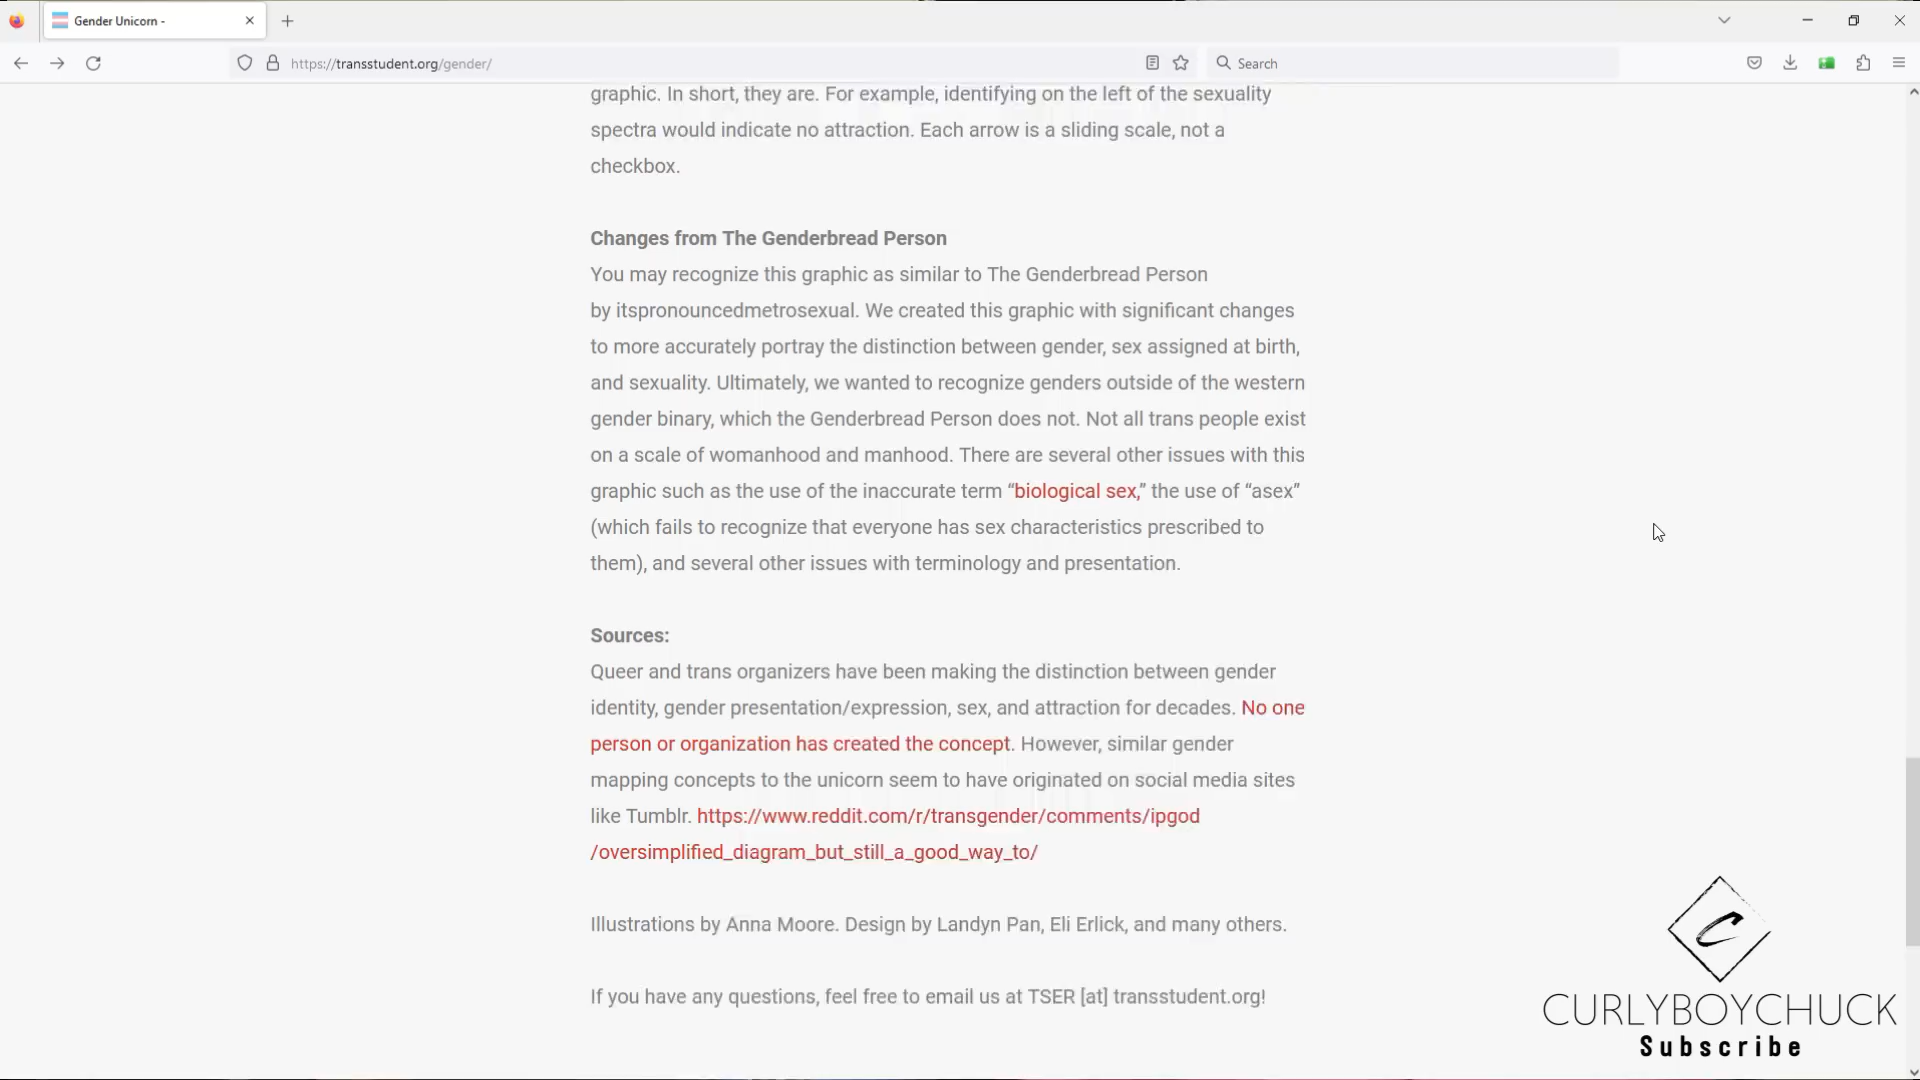 Gender Unicorn -
https://transstudent.org/gender/
Search
graphic. In short, they are. For example, identifying on the left of the sexuality
spectra would indicate no attraction. Each arrow is a sliding scale, not a
checkbox.
Changes from The Genderbread Person
You may recognize this graphic as similar to The Genderbread Person
by itspronouncedmetrosexual. We created this graphic with significant changes
to more accurately portray the distinction between gender, sex assigned at birth,
and sexuality. Ultimately, we wanted to recognize genders outside of the western
gender binary, which the Genderbread Person does not. Not all trans people exist
on a scale of womanhood and manhood. There are several other issues with this
graphic such as the use of the inaccurate term “biological sex,” the use of “asex”
(which fails to recognize that everyone has sex characteristics prescribed to
them), and several other issues with terminology and presentation.
Sources:
Queer and trans organizers have been making the distinction between gender
identity, gender presentation/expression, sex, and attraction for decades. No one
person or organization has created the concept. However, similar gender
mapping concepts to the unicorn seem to have originated on social media sites
like Tumblr. https://www.reddit.com/r/transgender/comments/ipgod
/oversimplified_diagram_but_still_a_good_way_to/
Illustrations by Anna Moore. Design by Landyn Pan, Eli Erlick, and many others.
If you have any questions, feel free to email us at TSER [at] transstudent.org!
C
CURLYBOYCHUCK
Subscribe